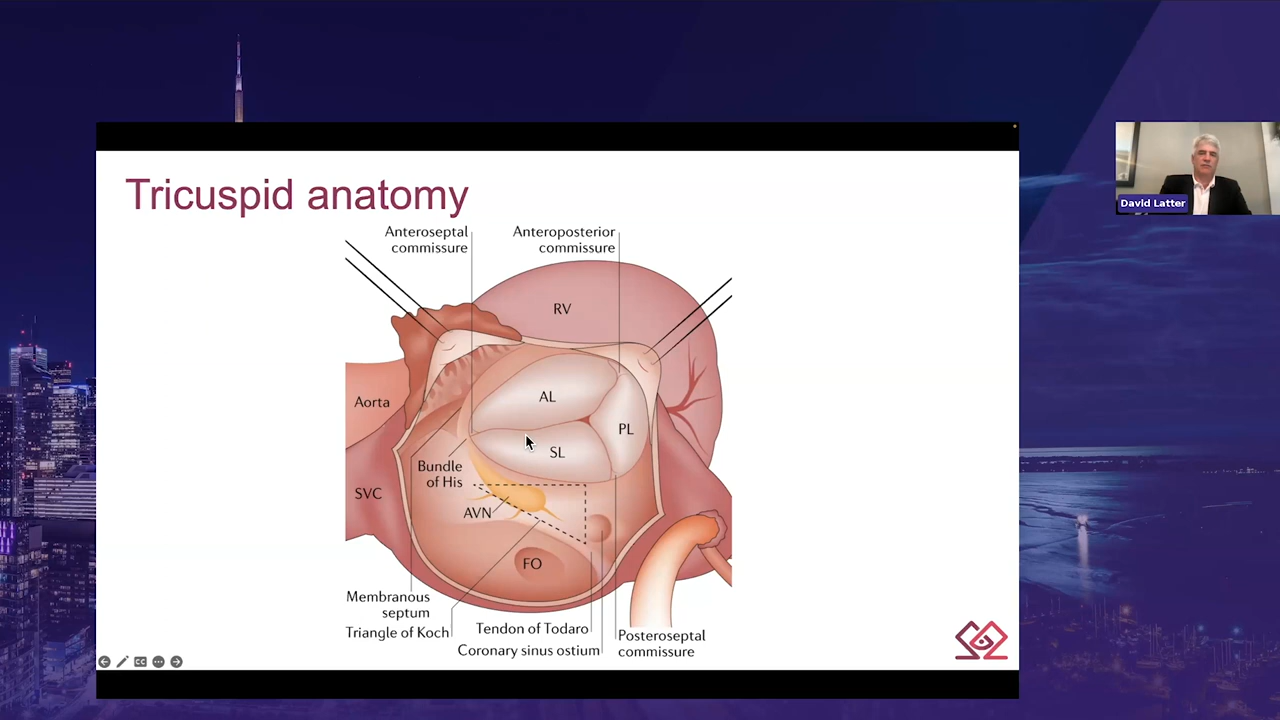 Tricuspid anatomy
Anteroseptal
commissure
Anteroposterior
commissure
RV
Aorta
AL
PL
SL
Bundle
of His
SVC
AVN
FO
Membranous
septum
Triangle of Koch
Tendon of Todaro
Coronary sinus ostium
Posteroseptal
commissure
David Latter
CC